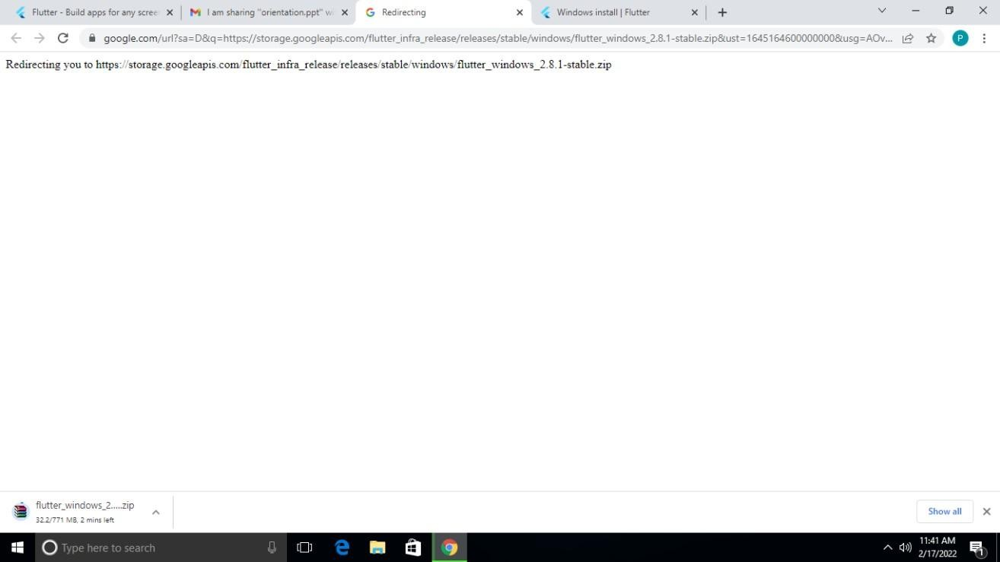 Flutter - Build apps for any scree
I am sharing "orientation.ppt" wi
Redirecting
Windows install | Flutter
google.com/url?sa=D&q=https://storage.googleapis.com/flutter_infra_release/releases/stable/windows/flutter_windows_2.8.1-stable.zip&ust=1645164600000000&usg=AOv...
P
Redirecting you to https://storage.googleapis.com/flutter_infra_release/releases/stable/windows/flutter_windows_2.8.1-stable.zip
flutter_windows_2.....zip
32.2/771 MB, 2 mins left
Show all
Type here to search
11:41 AM
2/17/2022
1